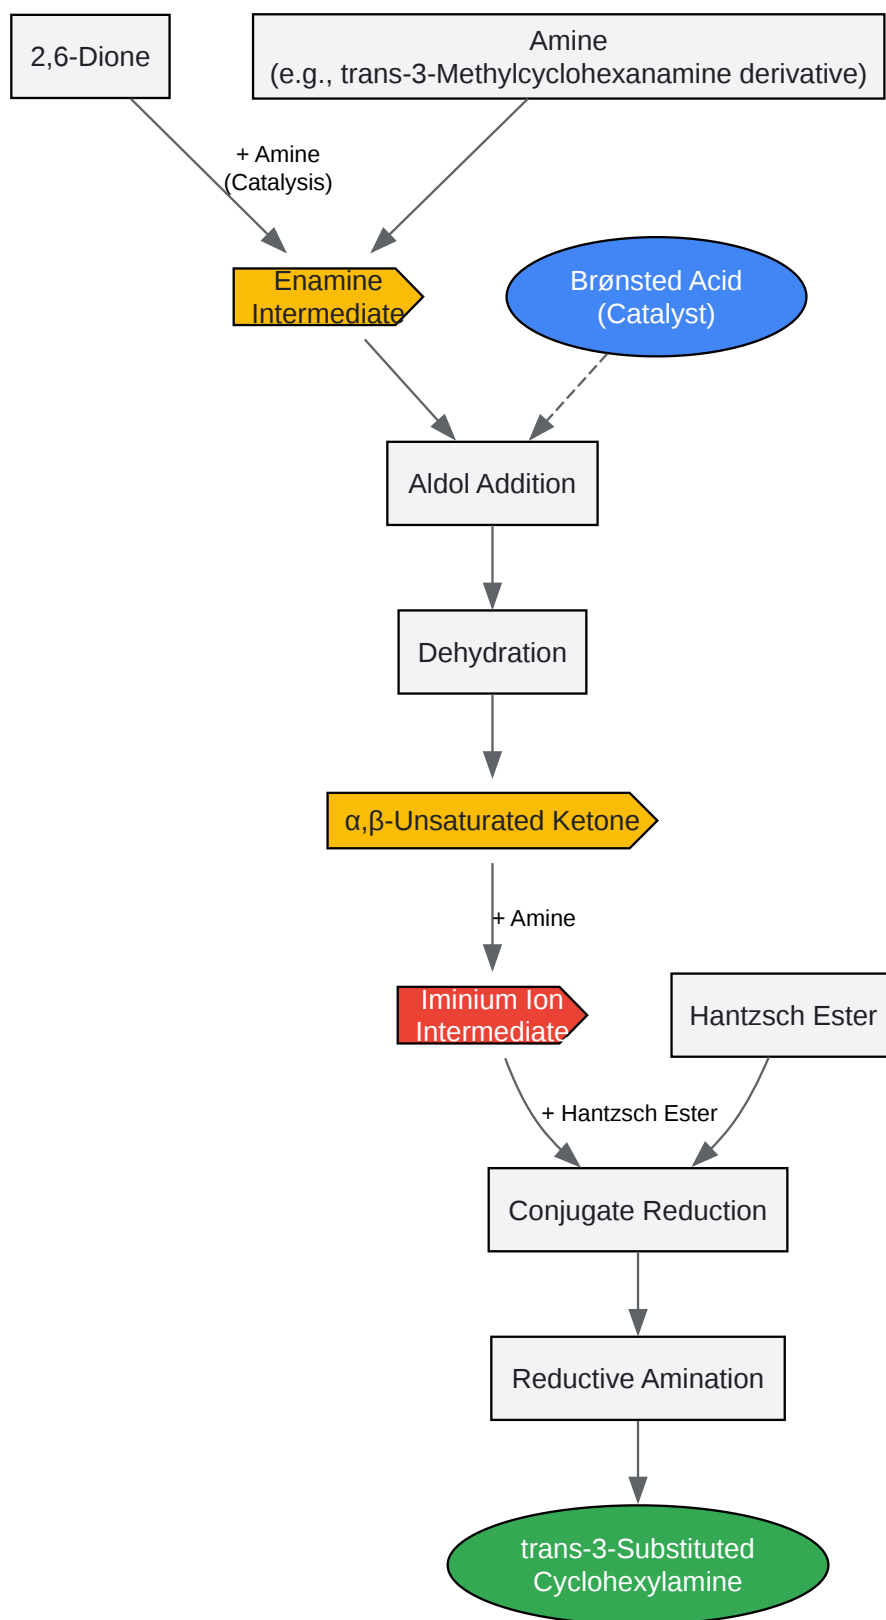 2,6-Dione
Amine
(e.g., trans-3-Methylcyclohexanamine derivative)
+ Amine
(Catalysis)
Enamine
Intermediate
Brønsted Acid
(Catalyst)
Aldol Addition
Dehydration
α,β-Unsaturated Ketone
+ Amine
Iminium Ion
Intermediate
Hantzsch Ester
+ Hantzsch Ester
Conjugate Reduction
Reductive Amination
trans-3-Substituted
Cyclohexylamine